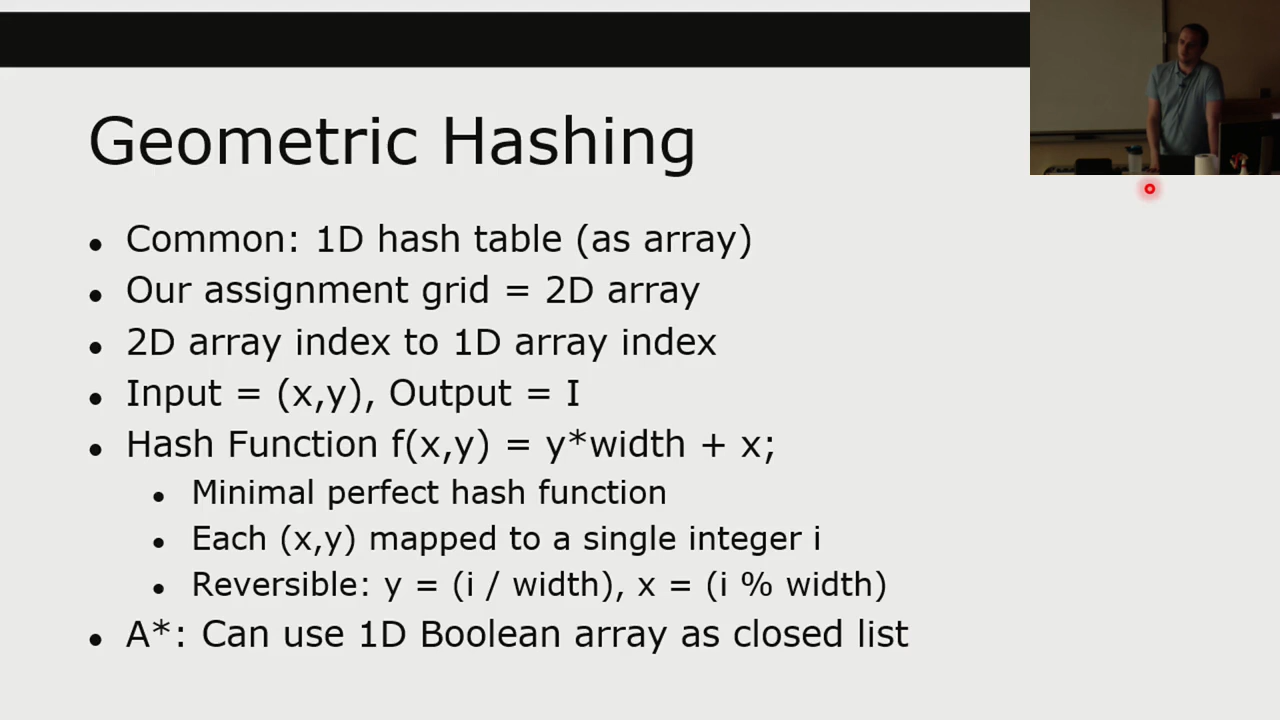 Geometric Hashing
• Common: 1D hash table (as array)
• Our assignment grid = 2D array
• 2D array index to 1D array index
• Input = (x,y), Output = I
• Hash Function f(x,y) = y*width + x;
• Minimal perfect hash function
• Each (x,y) mapped to a single integer i
• Reversible: y = (i / width), x = (i % width)
• A*: Can use 1D Boolean array as closed list